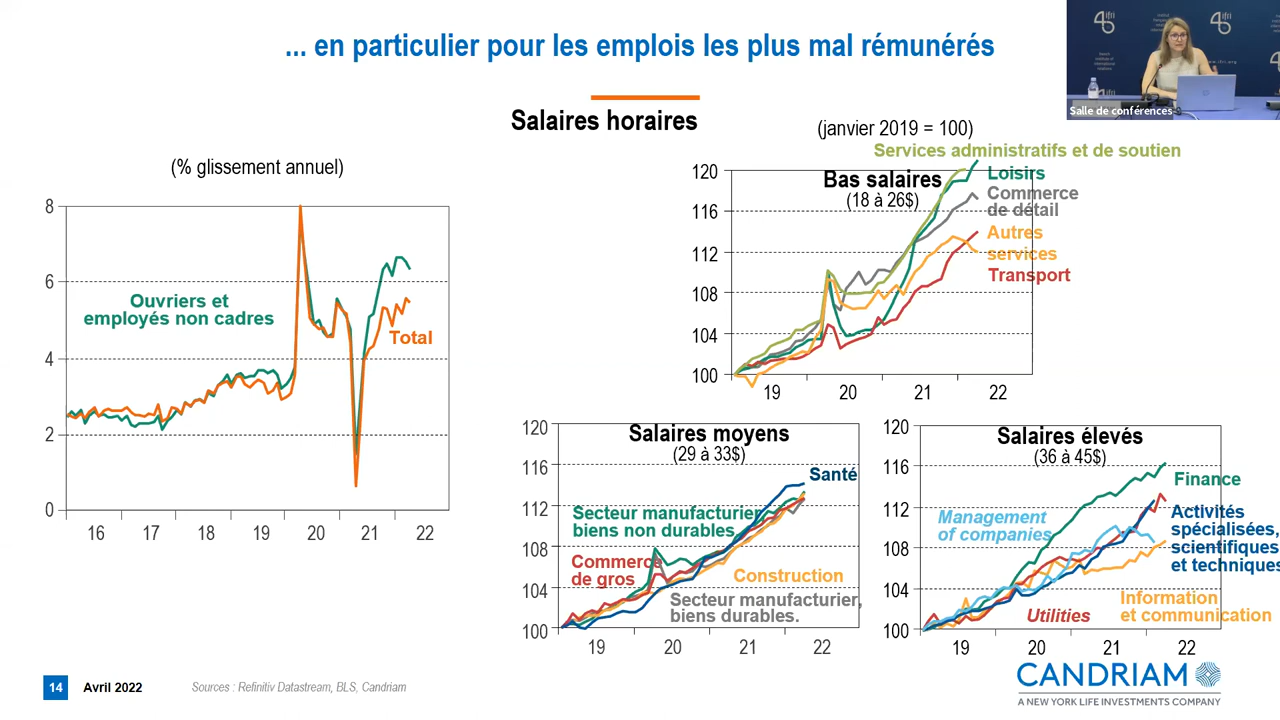 ... en particulier pour les emplois les plus mal rémunérés
ifri
ifri
Salle de conférences
Salaires horaires
(% glissement annuel)
8
6
4
2
0
Ouvriers et
employés non cadres
Total
16 17 18 19 20 21 22
(janvier 2019 = 100)
Services administratifs et de soutien
Bas salaires
(18 à 26$)
Loisirs
Commerce
de détail
Autres
services
Transport
120
116
112
108
104
100
19 20 21 22
Salaires moyens
(29 à 33$)
Santé
Secteur manufacturier,
biens non durables.
Commerce
de gros
Construction
Secteur manufacturier,
biens durables.
120
116
112
108
104
100
19 20 21 22
Salaires élevés
(36 à 45$)
Finance
Management
of companies
Activités
spécialisées,
scientifiques
et techniques
Information
et communication
Utilities
120
116
112
108
104
100
19 20 21 22
14 Avril 2022 Sources : Refinitiv Datastream, BLS, Candriam
CANDRIAM
A NEW YORK LIFE INVESTMENTS COMPANY